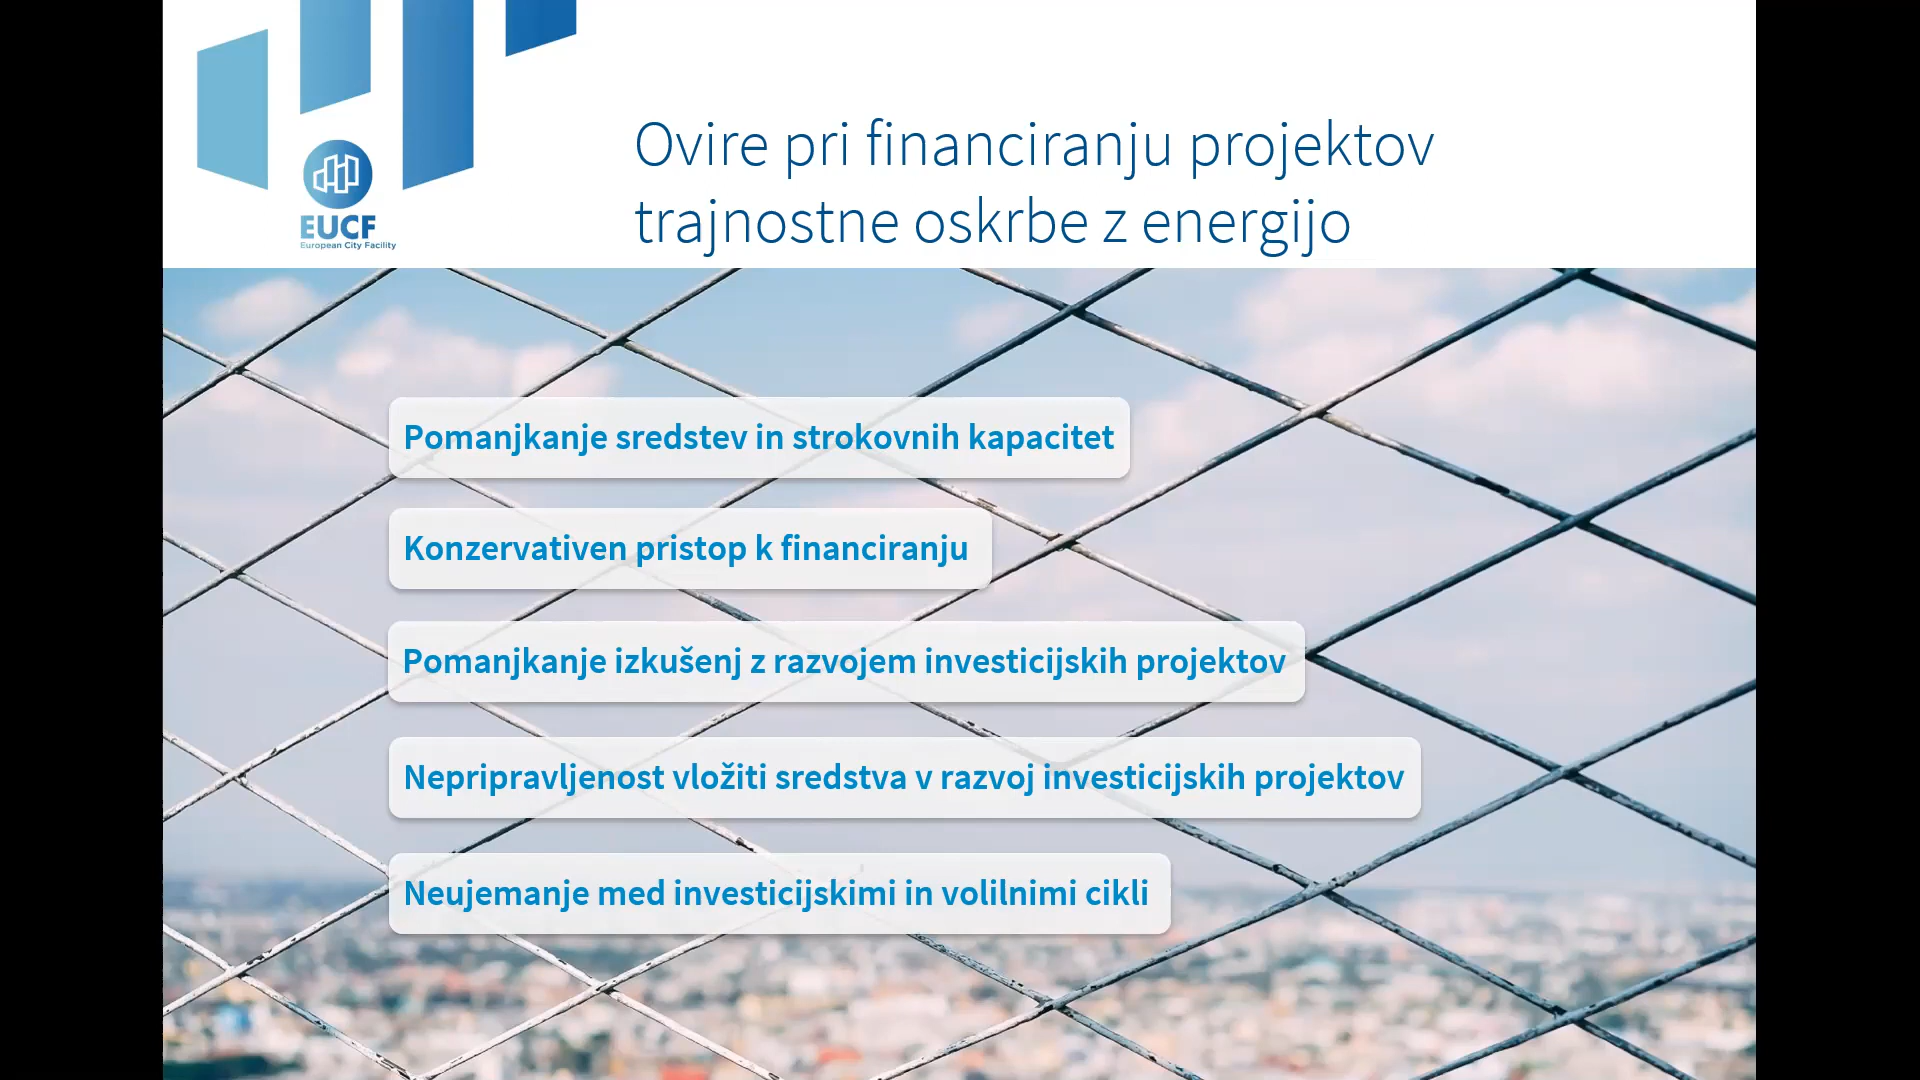 EUCF
European City Facility
Ovire pri financiranju projektov
trajnostne oskrbe z energijo
Pomanjkanje sredstev in strokovnih kapacitet
Konzervativen pristop k financiranju
Pomanjkanje izkušenj z razvojem investicijskih projektov
Nepripravljenost vložiti sredstva v razvoj investicijskih projektov
Neujemanje med investicijskimi in volilnimi cikli